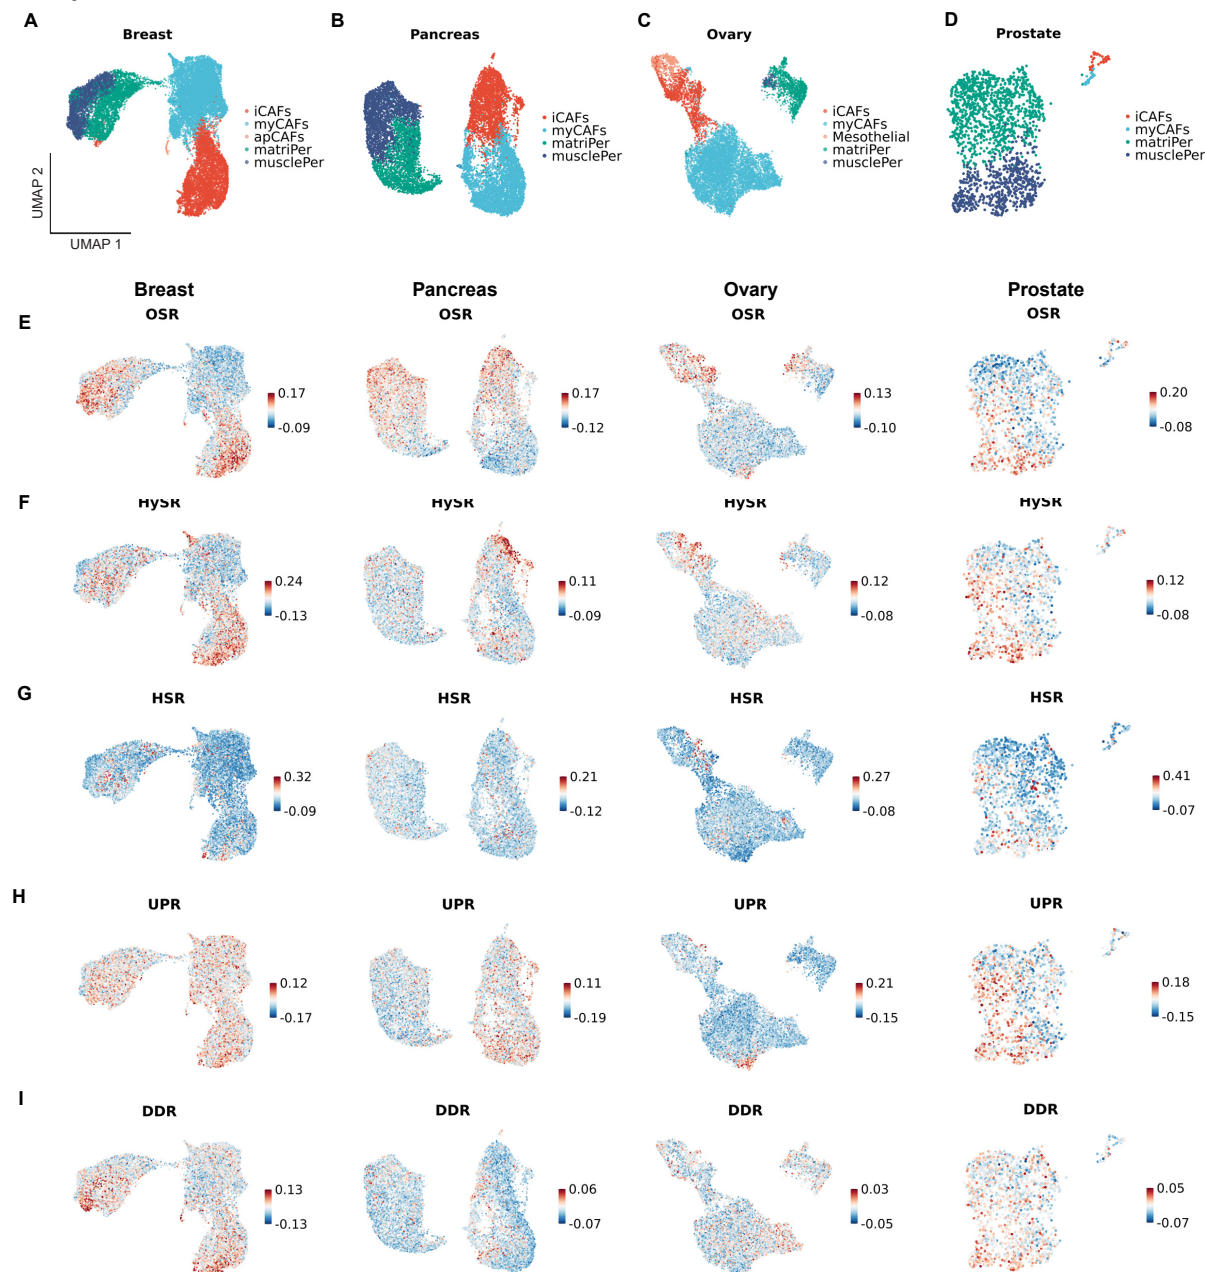 A
Breast
iCAFs
myCAFs
apCAFs
matriPer
musclePer
UMAP 2
UMAP 1
B
Pancreas
iCAFs
myCAFs
matriPer
musclePer
C
Ovary
iCAFs
myCAFs
Mesothelial
matriPer
musclePer
D
Prostate
iCAFs
myCAFs
matriPer
musclePer
Breast
Pancreas
Ovary
Prostate
E
OSR
0.17
-0.09
OSR
0.17
-0.12
OSR
0.13
-0.10
OSR
0.20
-0.08
F
HySR
0.24
-0.13
HySR
0.11
-0.09
HySR
0.12
-0.08
HySR
0.12
-0.08
G
HSR
0.32
-0.09
HSR
0.21
-0.12
HSR
0.27
-0.08
HSR
0.41
-0.07
H
UPR
0.12
-0.17
UPR
0.11
-0.19
UPR
0.21
-0.15
UPR
0.18
-0.15
I
DDR
0.13
-0.13
DDR
0.06
-0.07
DDR
0.03
-0.05
DDR
0.05
-0.07